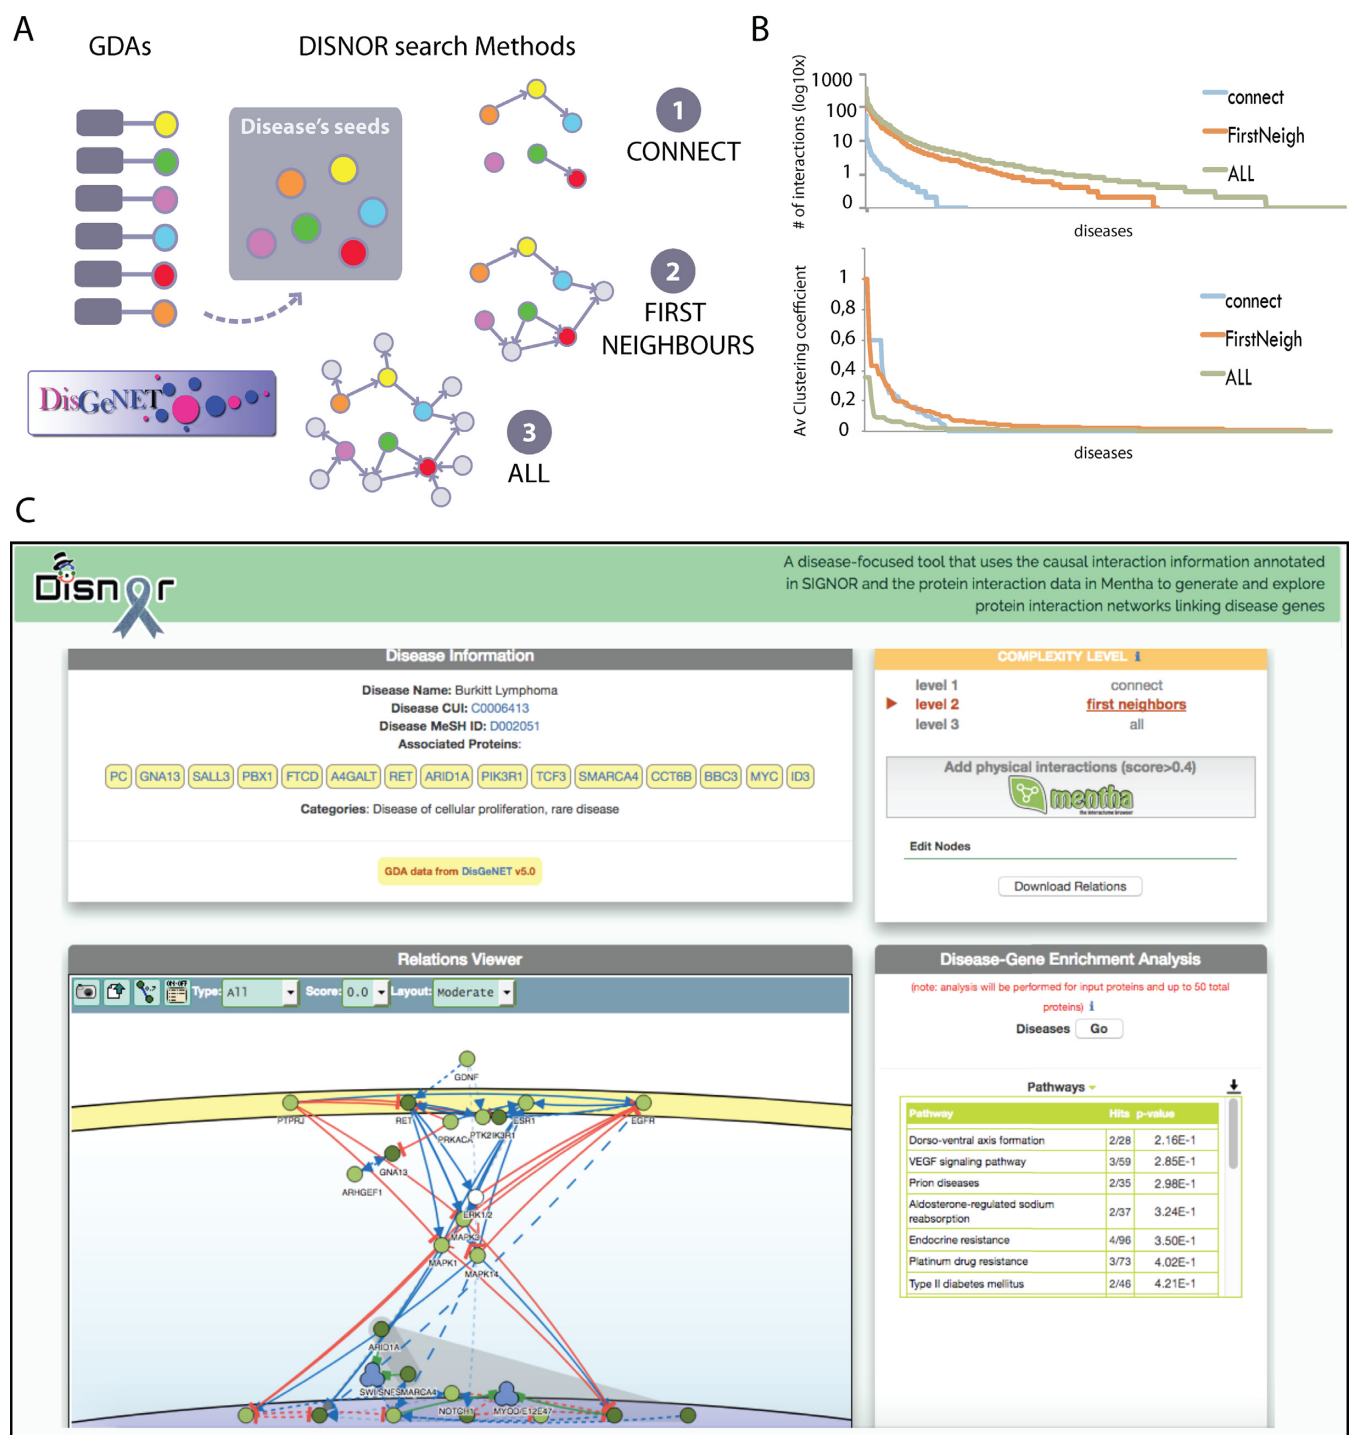 A
GDAs
DISNOR search Methods
Disease's seeds
1
CONNECT
2
FIRST
NEIGHBOURS
3
ALL
DisGeNET
B
# of interactions (log10x)
1000
100
10
1
0
connect
FirstNeigh
ALL
diseases
Av Clustering coefficient
1
0,8
0,6
0,4
0,2
0
connect
FirstNeigh
ALL
diseases
C
Disnor
A disease-focused tool that uses the causal interaction information annotated
in SIGNOR and the protein interaction data in Mentha to generate and explore
protein interaction networks linking disease genes
Disease Information
Disease Name: Burkitt Lymphoma
Disease CUI: C0006413
Disease MeSH ID: D002051
Associated Proteins:
PC GNA13 SALL3 PBX1 FTCD A4GALT RET ARID1A PIK3R1 TCF3 SMARCA4 CCT6B BBC3 MYC ID3
Categories: Disease of cellular proliferation, rare disease
GDA data from DisGeNET v5.0
COMPLEXITY LEVEL i
level 1 connect
level 2 first neighbors
level 3 all
Add physical interactions (score>0.4)
mentha
the interactome browser
Edit Nodes
Download Relations
Relations Viewer
ON-OFF
Type: All Score: 0.0 Layout: Moderate
GDNF
PTPRJ
RET
PRKACA
PTK2
IK3R1
ESR1
EGFR
GNA13
ARHGEF1
ERK1/2
MAPK3
MAPK1
MAPK14
ARID1A
SWI/SNF
SMARCA4
NOTCH1
MYOD/E12E47
Disease-Gene Enrichment Analysis
(note: analysis will be performed for input proteins and up to 50 total
proteins) i
Diseases Go
Pathways
Pathway Hits p-value
Dorso-ventral axis formation 2/28 2.16E-1
VEGF signaling pathway 3/59 2.85E-1
Prion diseases 2/35 2.98E-1
Aldosterone-regulated sodium
reabsorption 2/37 3.24E-1
Endocrine resistance 4/96 3.50E-1
Platinum drug resistance 3/73 4.02E-1
Type II diabetes mellitus 2/46 4.21E-1